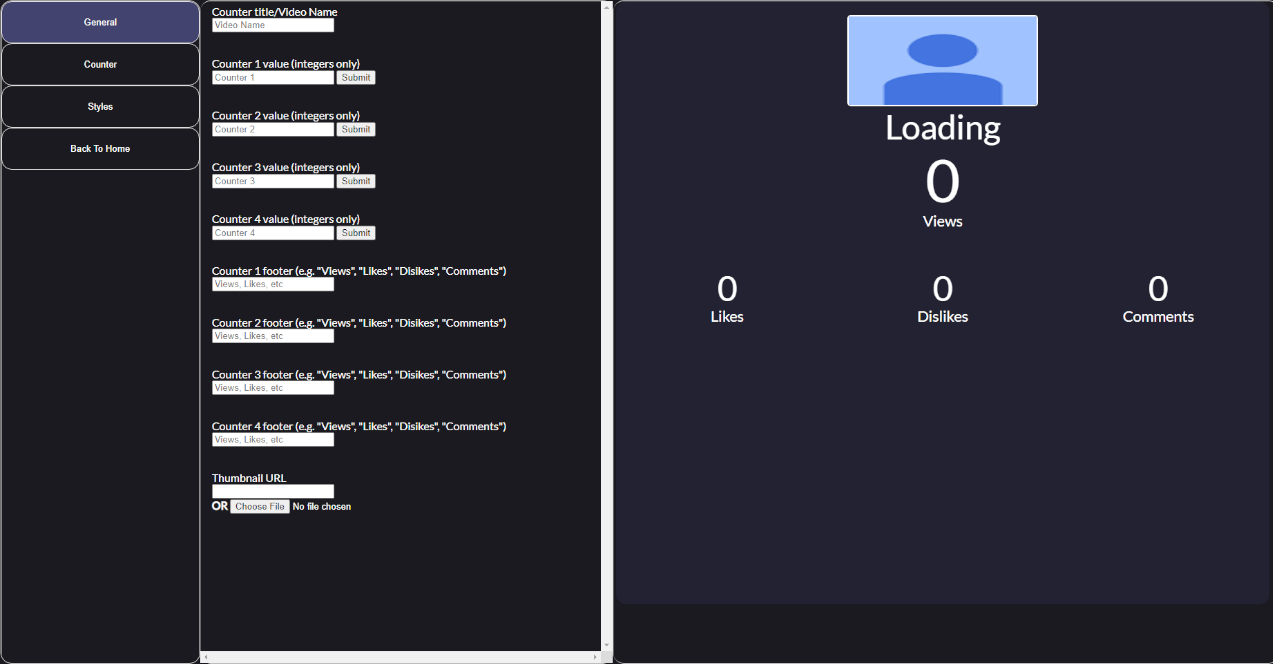 General
Counter
Styles
Back To Home
Counter title/Video Name
Video Name
Counter 1 value (integers only)
Counter 1 Submit
Counter 2 value (integers only)
Counter 2 Submit
Counter 3 value (integers only)
Counter 3 Submit
Counter 4 value (integers only)
Counter 4 Submit
Counter 1 footer (e.g. "Views", "Likes", "Dislikes", "Comments")
Views, Likes, etc
Counter 2 footer (e.g. "Views", "Likes", "Dislikes", "Comments")
Views, Likes, etc
Counter 3 footer (e.g. "Views", "Likes", "Disikes", "Comments")
Views, Likes, etc
Counter 4 footer (e.g. "Views", "Likes", "Dislikes", "Comments")
Views, Likes, etc
Thumbnail URL
OR Choose File No file chosen
Loading
0
Views
0 0 0
Likes Dislikes Comments